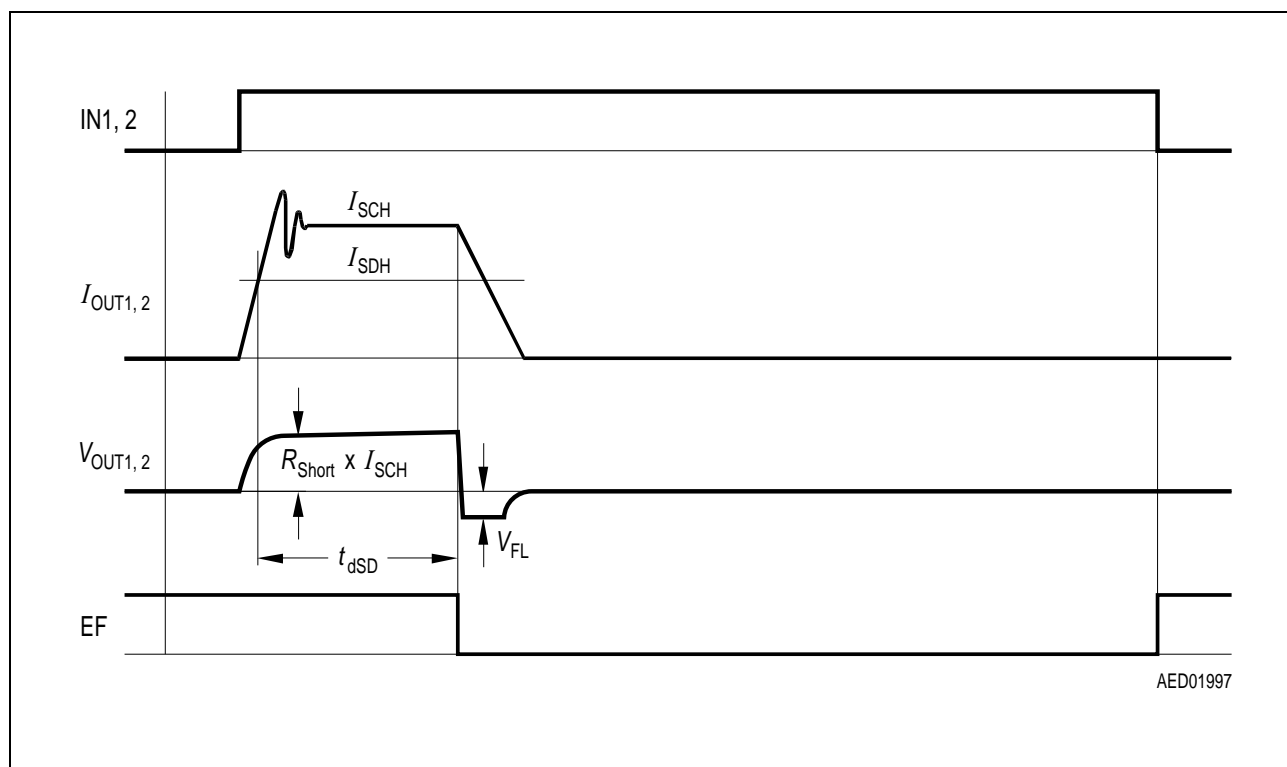 IN1, 2
I_SCH
I_SDH
I_OUT1, 2
V_OUT1, 2
R_Short x I_SCH
V_FL
t_dSD
EF
AED01997